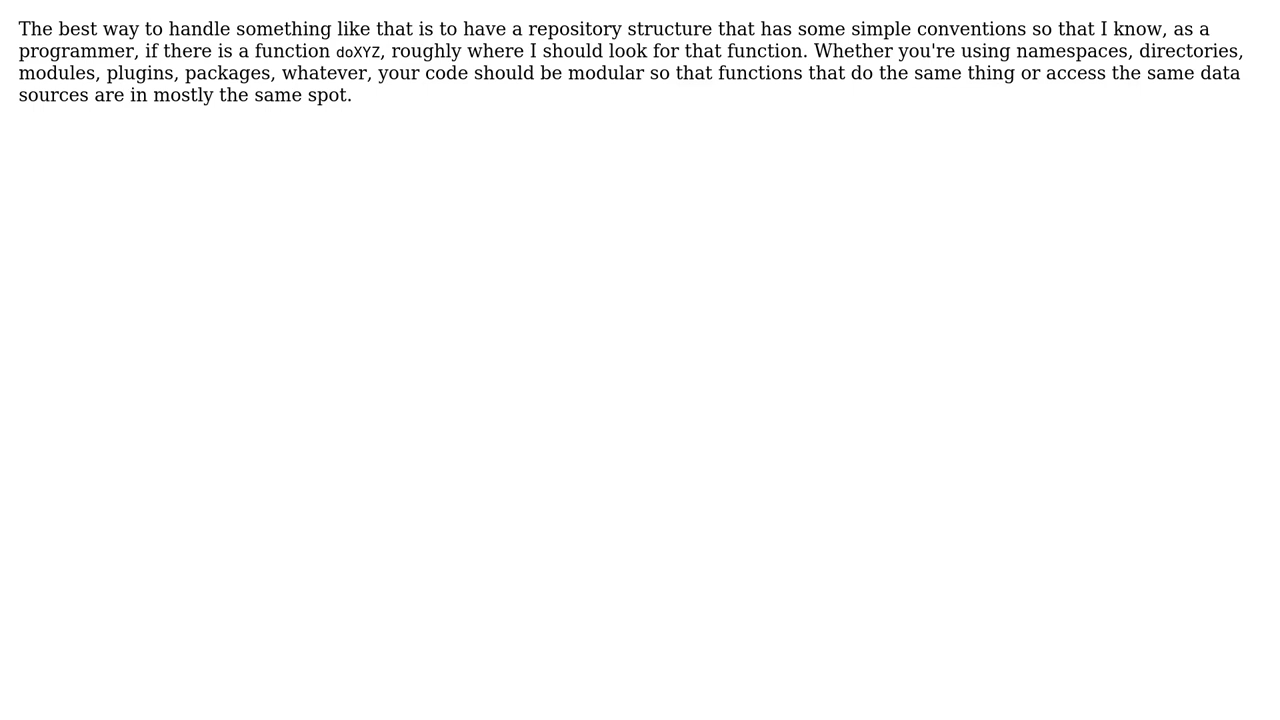 The best way to handle something like that is to have a repository structure that has some simple conventions so that I know, as a
programmer, if there is a function doXYZ, roughly where I should look for that function. Whether you're using namespaces, directories,
modules, plugins, packages, whatever, your code should be modular so that functions that do the same thing or access the same data
sources are in mostly the same spot.